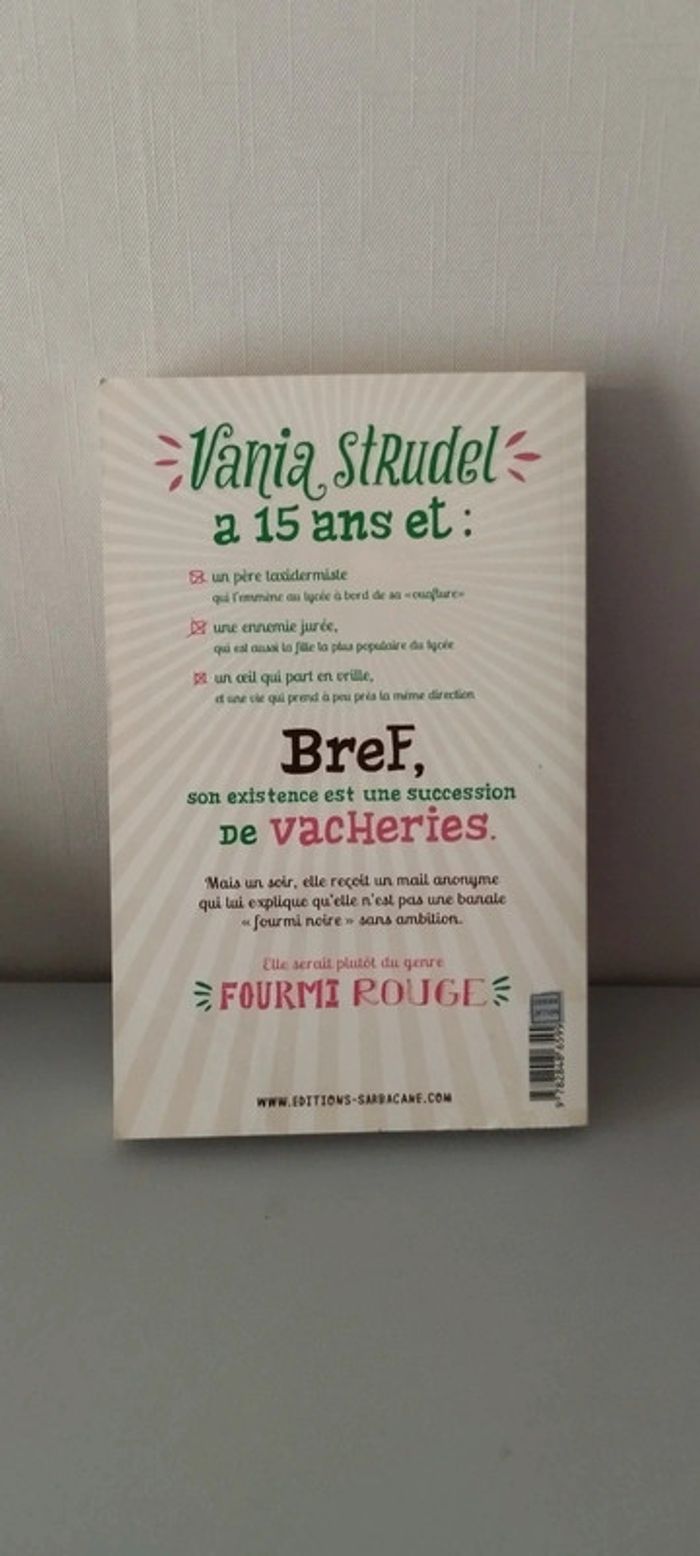 Vania Strudel
a 15 ans et :
un père taxidermiste
qui l'emmène au lycée à bord de sa «ouafture»
une ennemie jurée,
qui est aussi la fille la plus populaire du lycée
un œil qui part en vrille,
et une vie qui prend à peu près la même direction
BreF,
son existence est une succession
De vacHeries.
Mais un soir, elle reçoit un mail anonyme
qui lui explique qu'elle n'est pas une banale
« fourmi noire » sans ambition.
Elle serait plutôt du genre
FOURMI ROUGE
WWW.EDITIONS-SARBACANE.COM